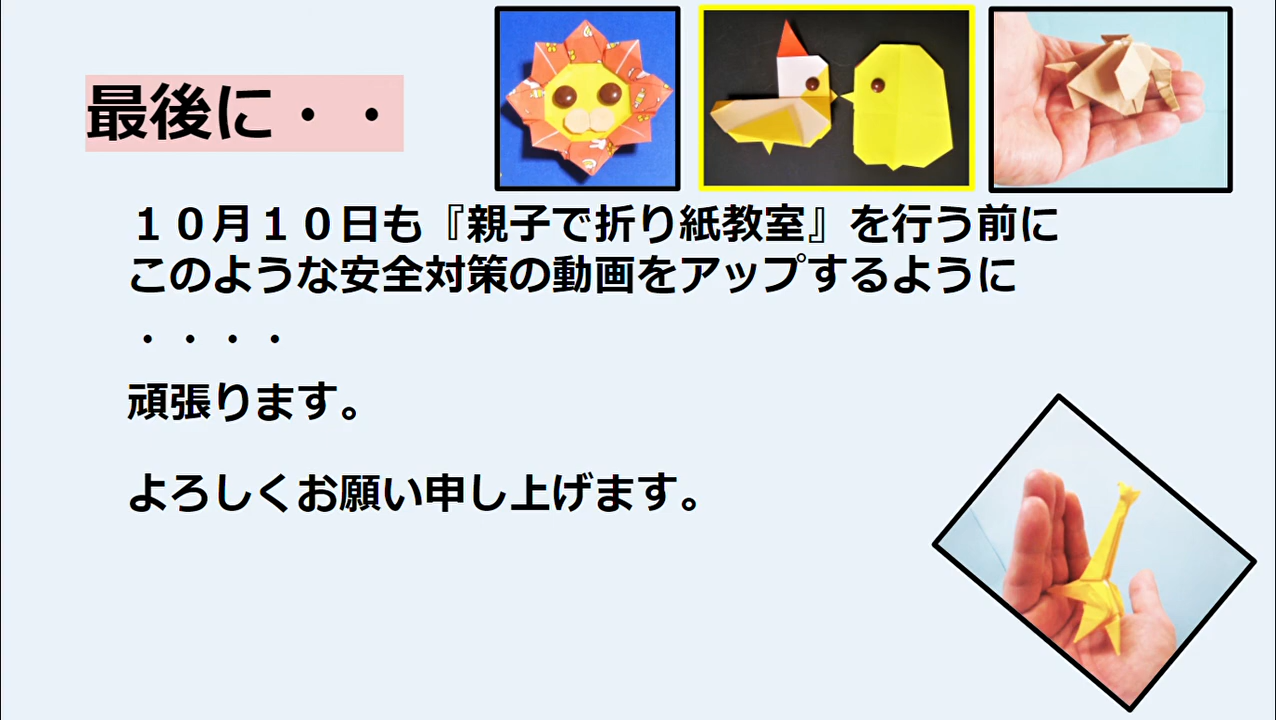 最後に・・
１０月１０日も『親子で折り紙教室』を行う前に
このような安全対策の動画をアップするように
・・・・
頑張ります。
よろしくお願い申し上げます。